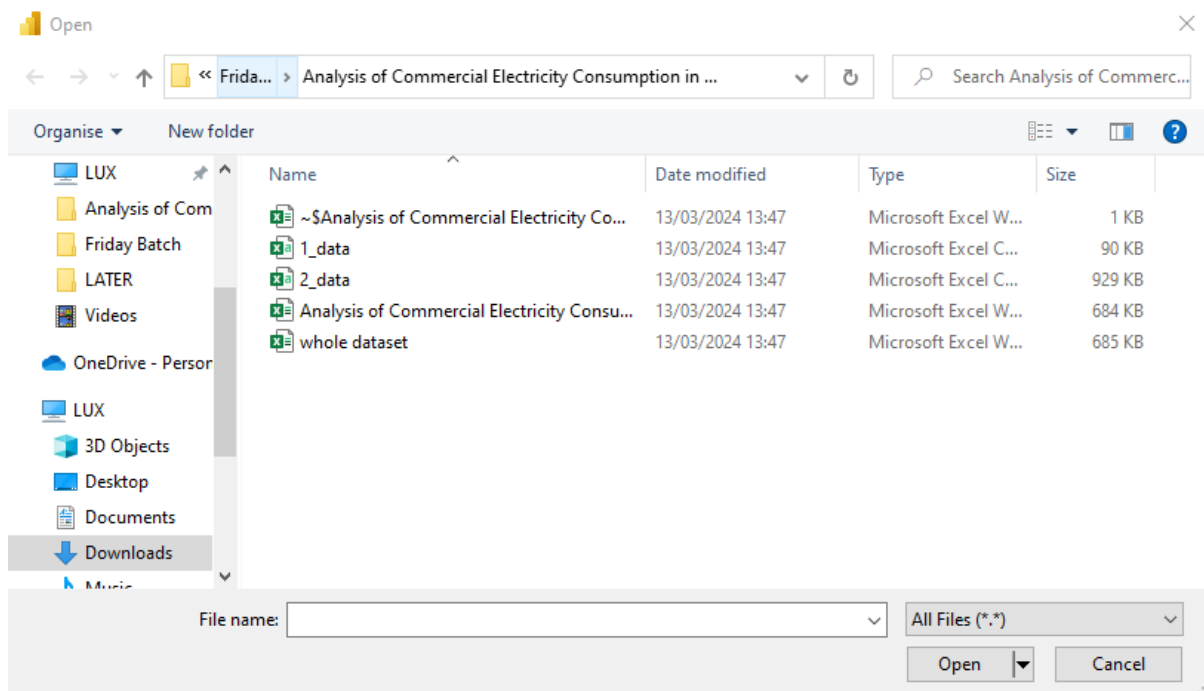 Open
« Frida... › Analysis of Commercial Electricity Consumption in ... Search Analysis of Commerc...
Organise New folder
LUX
Analysis of Com
Friday Batch
LATER
Videos
OneDrive - Person
LUX
3D Objects
Desktop
Documents
Downloads
Music
Name Date modified Type Size
~$Analysis of Commercial Electricity Co... 13/03/2024 13:47 Microsoft Excel W... 1 KB
1_data 13/03/2024 13:47 Microsoft Excel C... 90 KB
2_data 13/03/2024 13:47 Microsoft Excel C... 929 KB
Analysis of Commercial Electricity Consu... 13/03/2024 13:47 Microsoft Excel W... 684 KB
whole dataset 13/03/2024 13:47 Microsoft Excel W... 685 KB
File name: All Files (*.*)
Open Cancel